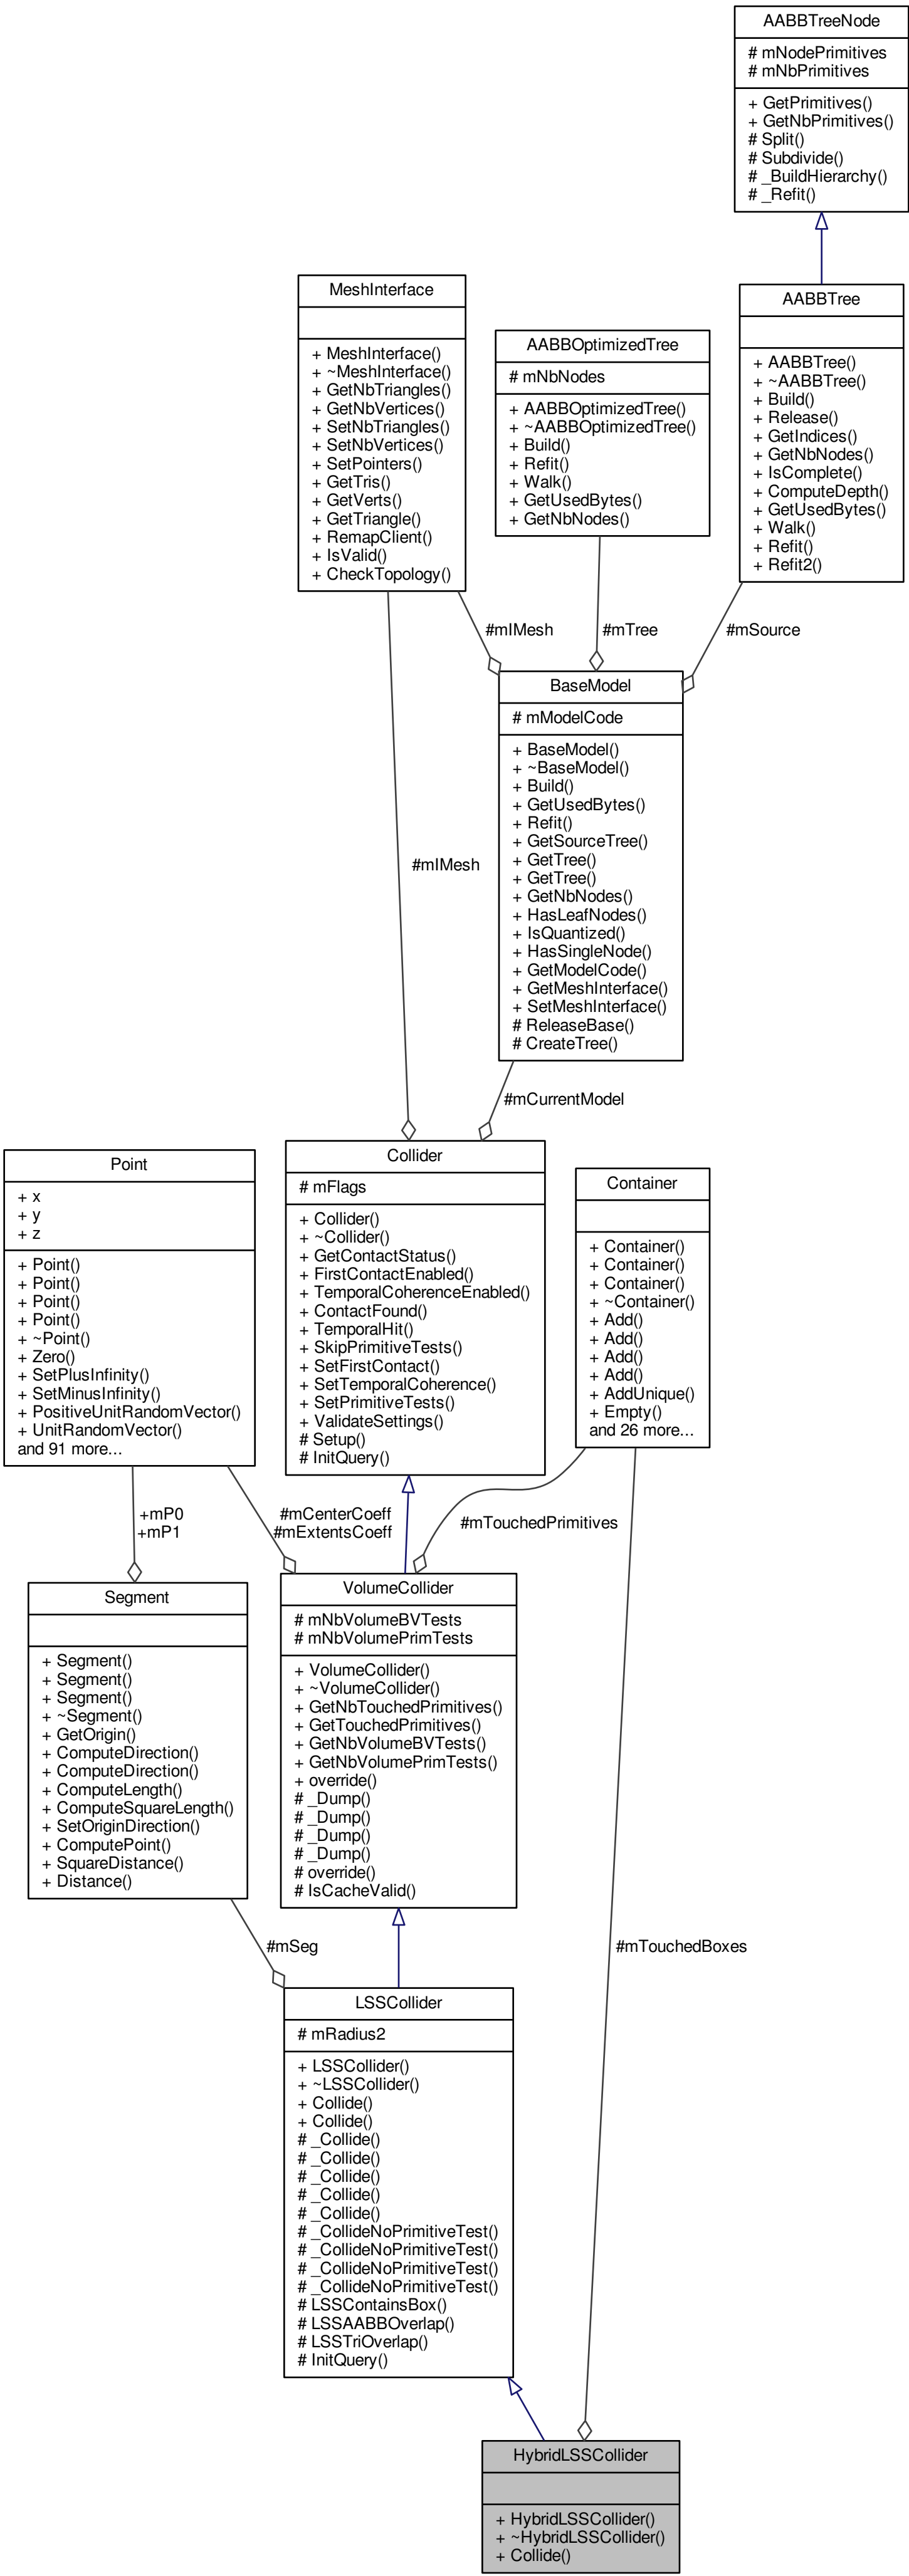 AABBTreeNode
# mNodePrimitives
# mNbPrimitives
+ GetPrimitives()
+ GetNbPrimitives()
# Split()
# Subdivide()
# _BuildHierarchy()
# _Refit()
MeshInterface
+ MeshInterface()
+ ~MeshInterface()
+ GetNbTriangles()
+ GetNbVertices()
+ SetNbTriangles()
+ SetNbVertices()
+ SetPointers()
+ GetTris()
+ GetVerts()
+ GetTriangle()
+ RemapClient()
+ IsValid()
+ CheckTopology()
AABBOptimizedTree
# mNbNodes
+ AABBOptimizedTree()
+ ~AABBOptimizedTree()
+ Build()
+ Refit()
+ Walk()
+ GetUsedBytes()
+ GetNbNodes()
AABBTree
+ AABBTree()
+ ~AABBTree()
+ Build()
+ Release()
+ GetIndices()
+ GetNbNodes()
+ IsComplete()
+ ComputeDepth()
+ GetUsedBytes()
+ Walk()
+ Refit()
+ Refit2()
#mIMesh
#mTree
#mSource
BaseModel
# mModelCode
+ BaseModel()
+ ~BaseModel()
+ Build()
+ GetUsedBytes()
+ Refit()
+ GetSourceTree()
+ GetTree()
+ GetTree()
+ GetNbNodes()
+ HasLeafNodes()
+ IsQuantized()
+ HasSingleNode()
+ GetModelCode()
+ GetMeshInterface()
+ SetMeshInterface()
# ReleaseBase()
# CreateTree()
#mIMesh
#mCurrentModel
Point
+ x
+ y
+ z
+ Point()
+ Point()
+ Point()
+ Point()
+ ~Point()
+ Zero()
+ SetPlusInfinity()
+ SetMinusInfinity()
+ PositiveUnitRandomVector()
+ UnitRandomVector()
and 91 more...
Collider
# mFlags
+ Collider()
+ ~Collider()
+ GetContactStatus()
+ FirstContactEnabled()
+ TemporalCoherenceEnabled()
+ ContactFound()
+ TemporalHit()
+ SkipPrimitiveTests()
+ SetFirstContact()
+ SetTemporalCoherence()
+ SetPrimitiveTests()
+ ValidateSettings()
# Setup()
# InitQuery()
Container
+ Container()
+ Container()
+ Container()
+ ~Container()
+ Add()
+ Add()
+ Add()
+ Add()
+ AddUnique()
+ Empty()
and 26 more...
+mP0
+mP1
#mCenterCoeff
#mExtentsCoeff
#mTouchedPrimitives
Segment
+ Segment()
+ Segment()
+ Segment()
+ ~Segment()
+ GetOrigin()
+ ComputeDirection()
+ ComputeDirection()
+ ComputeLength()
+ ComputeSquareLength()
+ SetOriginDirection()
+ ComputePoint()
+ SquareDistance()
+ Distance()
VolumeCollider
# mNbVolumeBVTests
# mNbVolumePrimTests
+ VolumeCollider()
+ ~VolumeCollider()
+ GetNbTouchedPrimitives()
+ GetTouchedPrimitives()
+ GetNbVolumeBVTests()
+ GetNbVolumePrimTests()
+ override()
# _Dump()
# _Dump()
# _Dump()
# _Dump()
# override()
# IsCacheValid()
#mSeg
#mTouchedBoxes
LSSCollider
# mRadius2
+ LSSCollider()
+ ~LSSCollider()
+ Collide()
+ Collide()
# _Collide()
# _Collide()
# _Collide()
# _Collide()
# _Collide()
# _CollideNoPrimitiveTest()
# _CollideNoPrimitiveTest()
# _CollideNoPrimitiveTest()
# _CollideNoPrimitiveTest()
# LSSContainsBox()
# LSSAABBOverlap()
# LSSTriOverlap()
# InitQuery()
HybridLSSCollider
+ HybridLSSCollider()
+ ~HybridLSSCollider()
+ Collide()